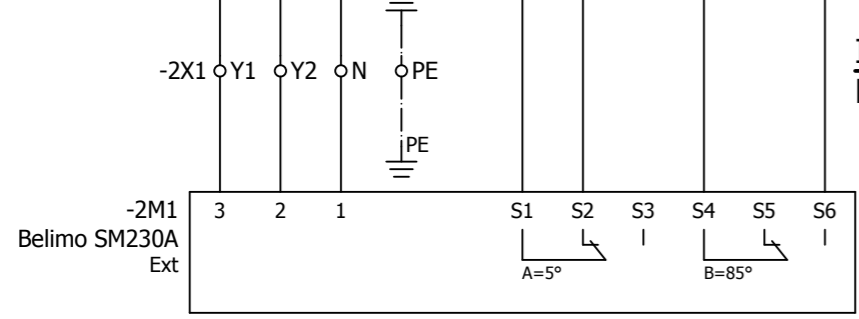 -2X1 Y1 Y2 N PE
PE
-2M1 3 2 1 S1 S2 S3 S4 S5 S6
Belimo SM230A
Ext
A=5° B=85°